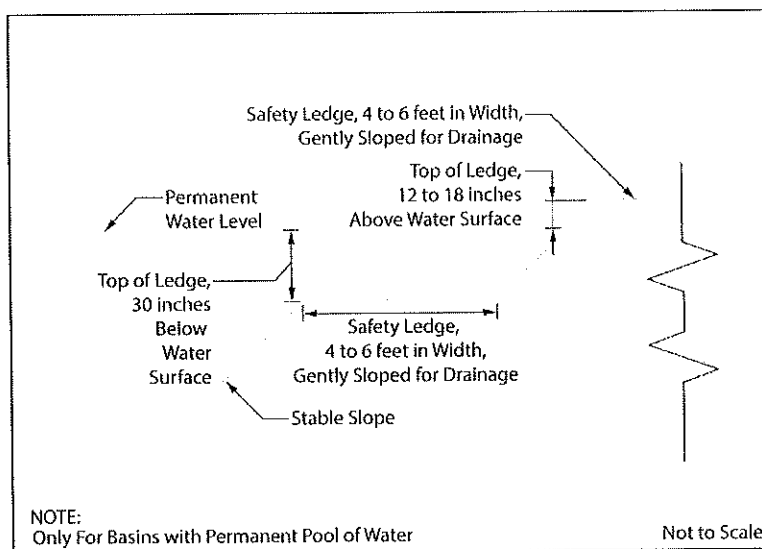 Safety Ledge, 4 to 6 feet in Width,
Gently Sloped for Drainage
Top of Ledge,
12 to 18 inches
Above Water Surface
Permanent
Water Level
Top of Ledge,
30 inches
Below
Water
Surface
Safety Ledge,
4 to 6 feet in Width,
Gently Sloped for Drainage
Stable Slope
NOTE:
Only For Basins with Permanent Pool of Water
Not to Scale